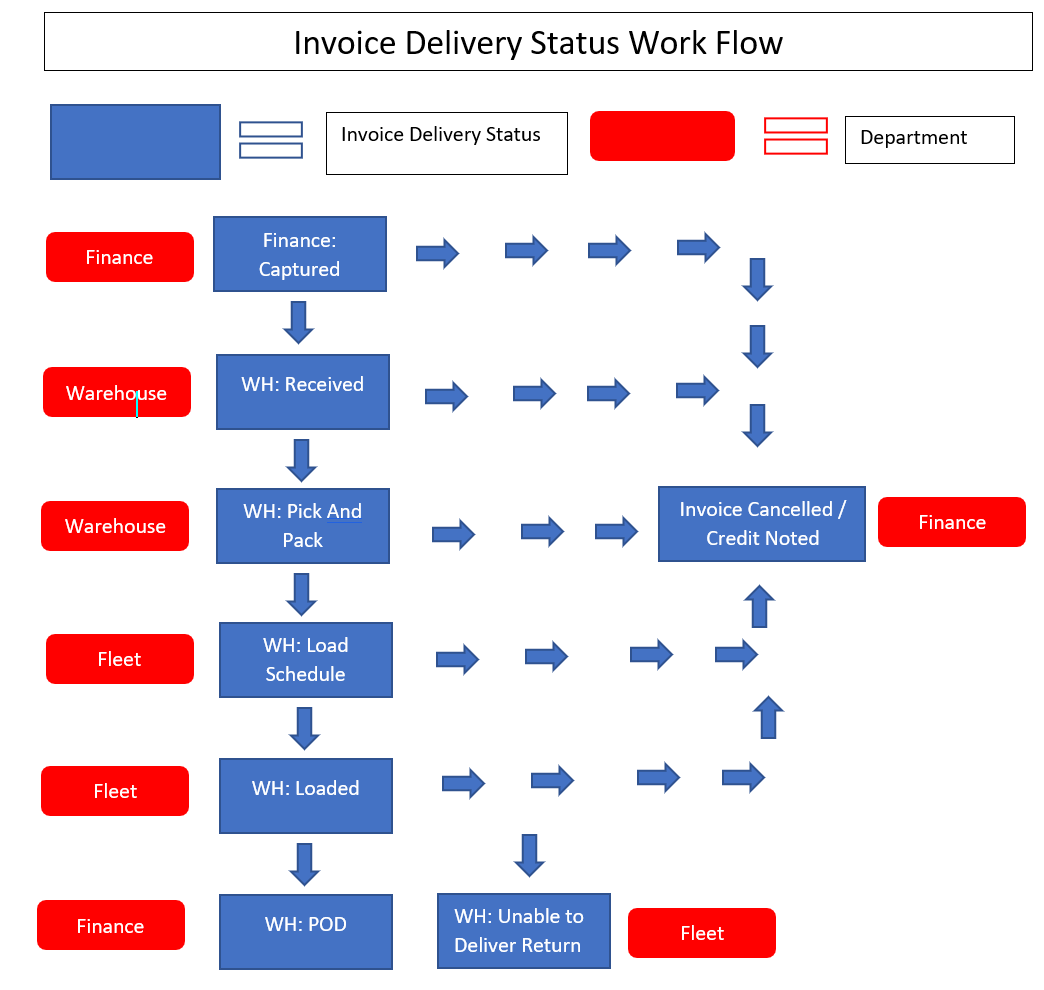 Invoice Delivery Status Work Flow
Invoice Delivery Status
Department
Finance
Finance:
Captured
Warehouse
WH: Received
Warehouse
WH: Pick And
Pack
Invoice Cancelled /
Credit Noted
Finance
Fleet
WH: Load
Schedule
Fleet
WH: Loaded
Finance
WH: POD
WH: Unable to
Deliver Return
Fleet